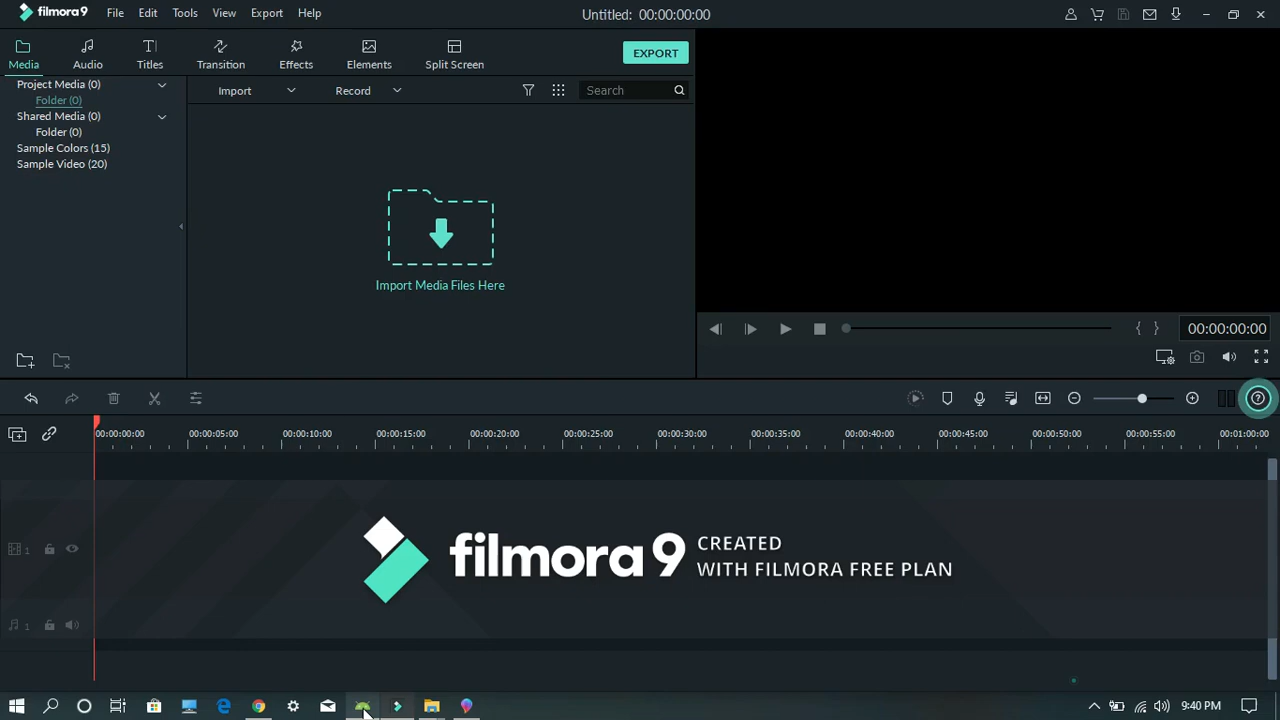 filmora9 File Edit Tools View Export Help Untitled: 00:00:00:00
Media Audio Titles Transition Effects Elements Split Screen EXPORT
Project Media (0)
Folder (0)
Shared Media (0)
Folder (0)
Sample Colors (15)
Sample Video (20)
Import Record Search
Import Media Files Here
00:00:00:00
00:00:00:00 00:00:05:00 00:00:10:00 00:00:15:00 00:00:20:00 00:00:25:00 00:00:30:00 00:00:35:00 00:00:40:00 00:00:45:00 00:00:50:00 00:00:55:00 00:01:00:00
1
filmora9 CREATED
WITH FILMORA FREE PLAN
1
9:40 PM